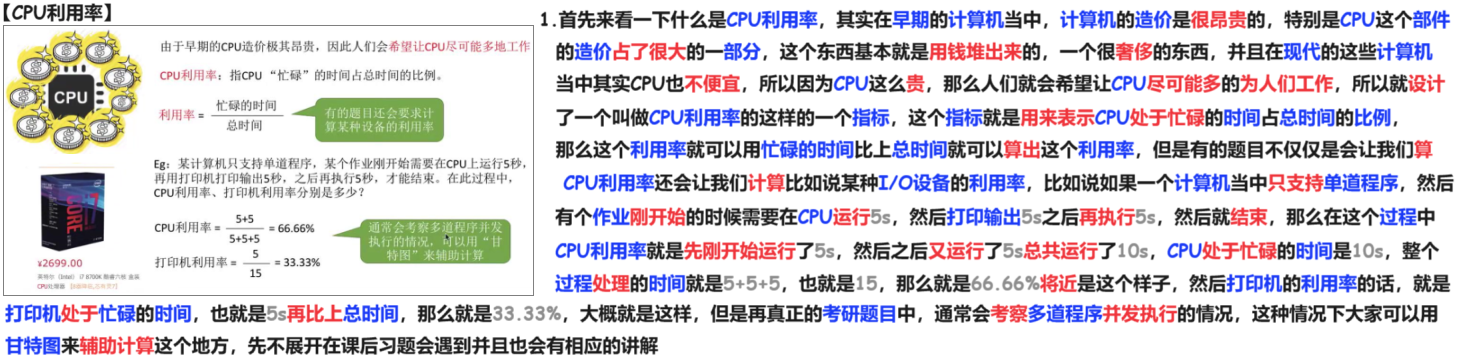 【CPU利用率】
CPU
由于早期的CPU造价极其昂贵，因此人们会希望让CPU尽可能多地工作
CPU利用率：指CPU“忙碌”的时间占总时间的比例。
利用率 = 忙碌的时间
总时间
有的题目还会要求计
算某种设备的利用率
Eg：某计算机只支持单道程序，某个作业刚开始需要在CPU上运行5秒，
再用打印机打印输出5秒，之后再执行5秒，才能结束。在此过程中，
CPU利用率、打印机利用率分别是多少？
CPU利用率 = 5+5
5+5+5
= 66.66%
打印机利用率 = 5
15
= 33.33%
通常会考察多道程序并发
执行的情况，可以用“甘
特图”来辅助计算
CORE
i7
¥2699.00
英特尔（Intel） i7 8700K 酷睿六核 盒装
CPU处理器
1.首先来看一下什么是CPU利用率，其实在早期的计算机当中，计算机的造价是很昂贵的，特别是CPU这个部件
的造价占了很大的一部分，这个东西基本就是用钱堆出来的，一个很奢侈的东西，并且在现代的这些计算机
当中其实CPU也不便宜，所以因为CPU这么贵，那么人们就会希望让CPU尽可能多的为人们工作，所以就设计
了一个叫做CPU利用率的这样的一个指标，这个指标就是用来表示CPU处于忙碌的时间占总时间的比例，
那么这个利用率就可以用忙碌的时间比上总时间就可以算出这个利用率，但是有的题目不仅仅是会让我们算
CPU利用率还会让我们计算比如说某种I/O设备的利用率，比如说如果一个计算机当中只支持单道程序，然后
有个作业刚开始的时候需要在CPU运行5s，然后打印输出5s之后再执行5s，然后就结束，那么在这个过程中
CPU利用率就是先刚开始运行了5s，然后之后又运行了5s总共运行了10s，CPU处于忙碌的时间是10s，整个
过程处理的时间就是5+5+5，也就是15，那么就是66.66%将近是这个样子，然后打印机的利用率的话，就是
打印机处于忙碌的时间，也就是5s再比上总时间，那么就是33.33%，大概就是这样，但是再真正的考研题目中，通常会考察多道程序并发执行的情况，这种情况下大家可以用
甘特图来辅助计算这个地方，先不展开在课后习题会遇到并且也会有相应的讲解